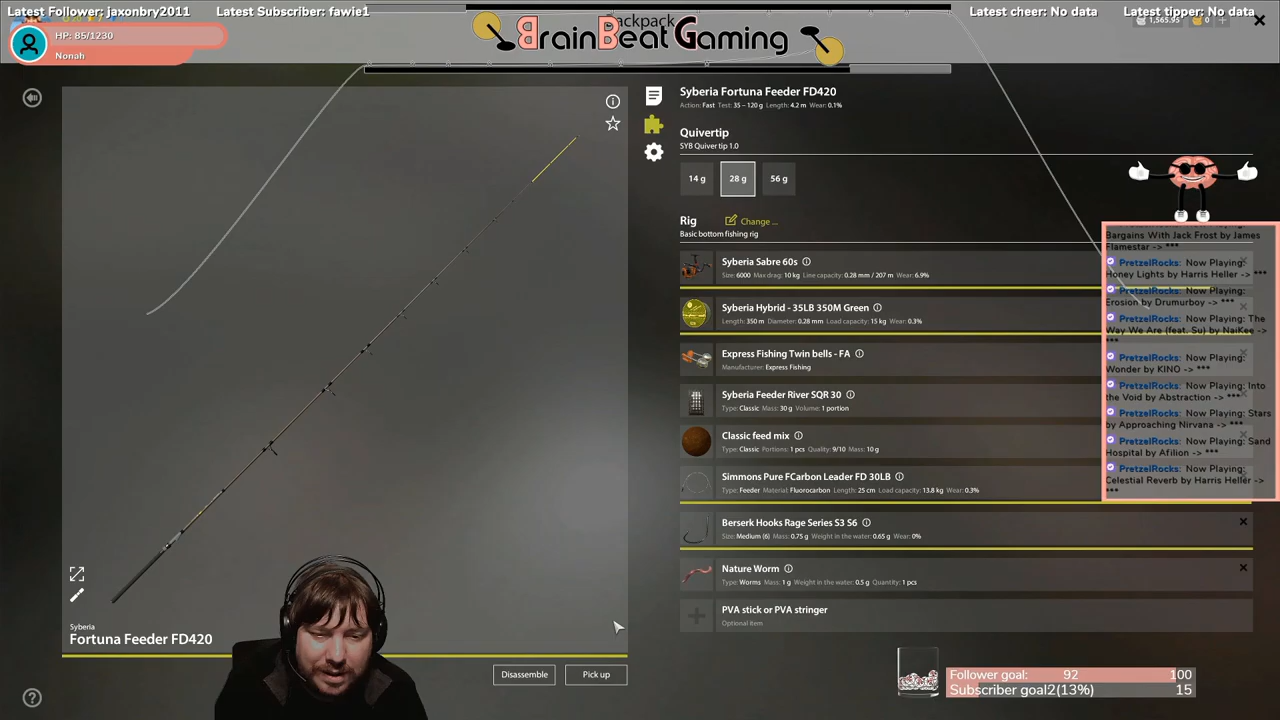 Latest Follower: jaxonbry2011
Latest Subscriber: fawie1
Latest cheer: No data
Latest tipper: No data
Backpack
1,565.95
0
HP: 85/1230
Nonah
BrainBeat Gaming
Syberia Fortuna Feeder FD420
Action: Fast Test: 35 – 120 g Length: 4.2 m Wear: 0.1%
Quivertip
SYB Quiver tip 1.0
14 g
28 g
56 g
Rig
Change ...
Basic bottom fishing rig
Syberia Sabre 60s
Size: 6000 Max drag: 10 kg Line capacity: 0.28 mm / 207 m Wear: 6.9%
Syberia Hybrid - 35LB 350M Green
Length: 350 m Diameter: 0.28 mm Load capacity: 15 kg Wear: 0.3%
Express Fishing Twin bells - FA
Manufacturer: Express Fishing
Syberia Feeder River SQR 30
Type: Classic Mass: 30 g Volume: 1 portion
Classic feed mix
Type: Classic Portions: 1 pcs Quality: 9/10 Mass: 10 g
Simmons Pure FCarbon Leader FD 30LB
Type: Feeder Material: Fluorocarbon Length: 25 cm Load capacity: 13.8 kg Wear: 0.3%
Berserk Hooks Rage Series S3 S6
Size: Medium (6) Mass: 0.75 g Weight in the water: 0.65 g Wear: 0%
Nature Worm
Type: Worms Mass: 1 g Weight in the water: 0.5 g Quantity: 1 pcs
PVA stick or PVA stringer
Optional item
Bargains With Jack Frost by James
Flamestar -> ***
PretzelRocks: Now Playing:
Honey Lights by Harris Heller -> ***
PretzelRocks: Now Playing:
Erosion by Drumurboy -> ***
PretzelRocks: Now Playing: The
Way We Are (feat. Su) by NaiKee ->
***
PretzelRocks: Now Playing:
Wonder by KINO -> ***
PretzelRocks: Now Playing: Into
the Void by Abstraction -> ***
PretzelRocks: Now Playing: Stars
by Approaching Nirvana -> ***
PretzelRocks: Now Playing: Sand
Hospital by Afilion -> ***
PretzelRocks: Now Playing:
Celestial Reverb by Harris Heller ->
***
Syberia
Fortuna Feeder FD420
Disassemble
Pick up
Follower goal: 92 100
Subscriber goal2(13%) 15